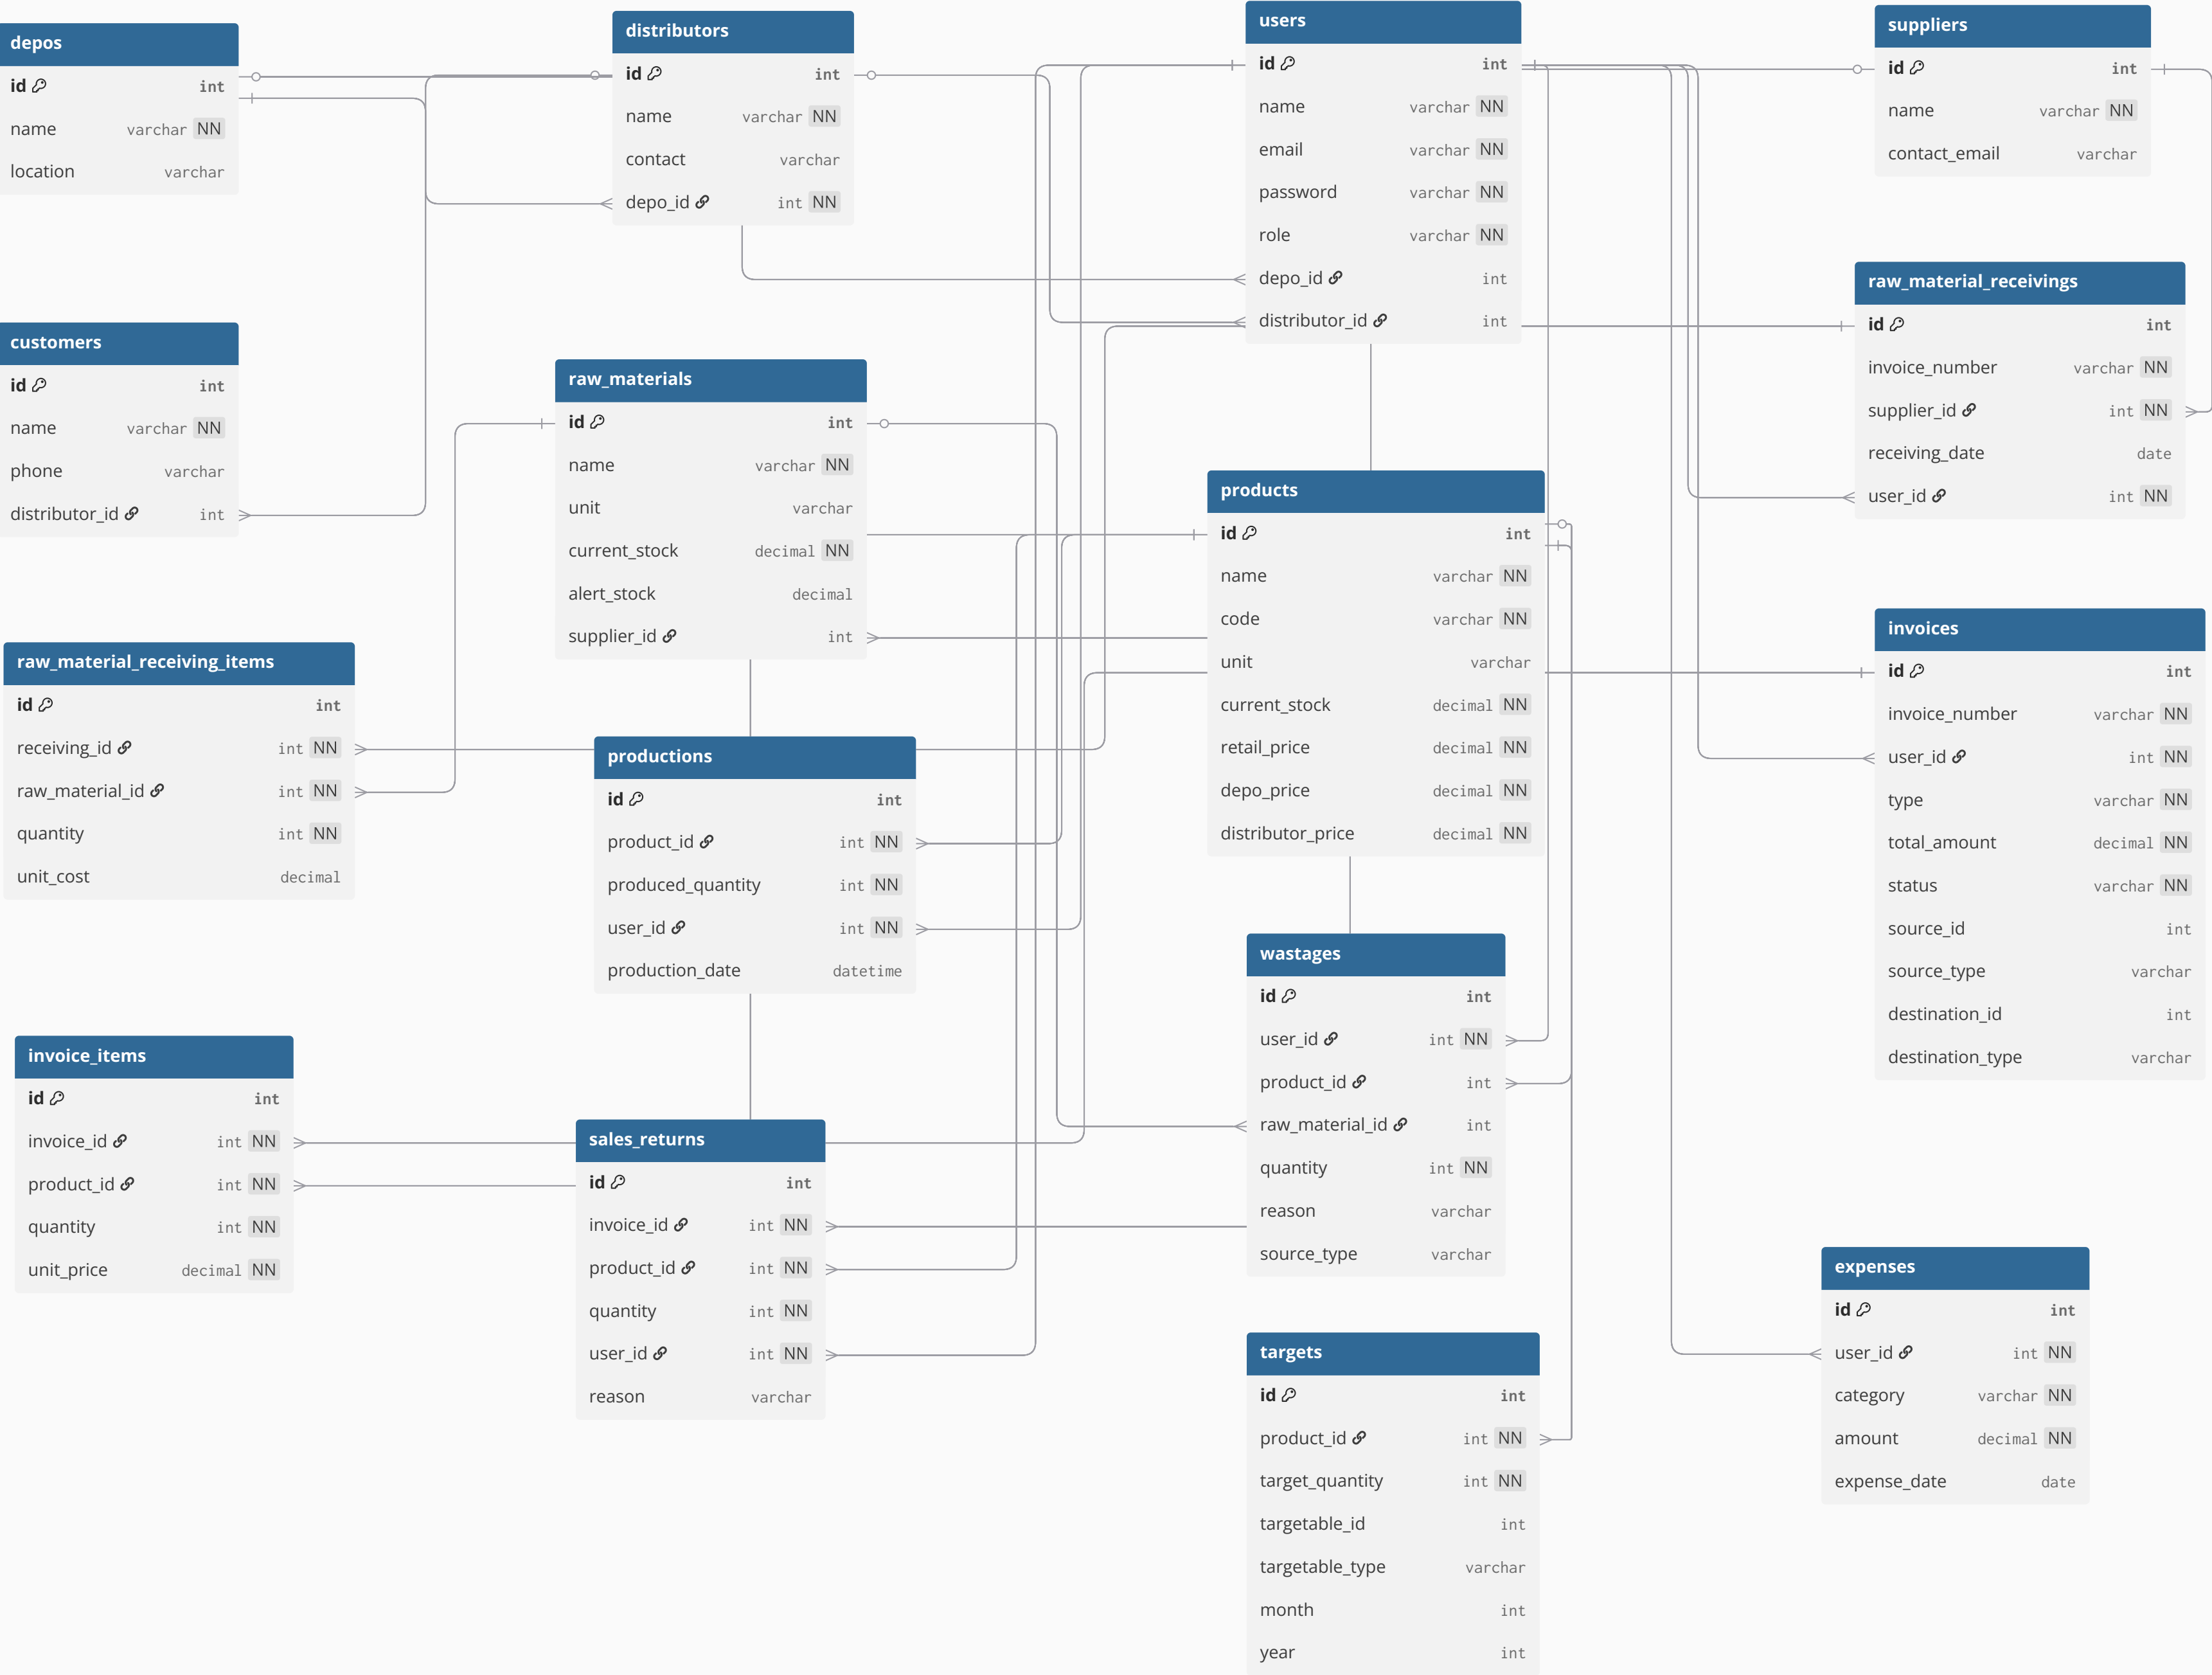 depos
id int
name varchar NN
location varchar
distributors
id int
name varchar NN
contact varchar
depo_id int NN
users
id int
name varchar NN
email varchar NN
password varchar NN
role varchar NN
depo_id int
distributor_id int
suppliers
id int
name varchar NN
contact_email varchar
raw_material_receivings
id int
invoice_number varchar NN
supplier_id int NN
receiving_date date
user_id int NN
customers
id int
name varchar NN
phone varchar
distributor_id int
raw_materials
id int
name varchar NN
unit varchar
current_stock decimal NN
alert_stock decimal
supplier_id int
products
id int
name varchar NN
code varchar NN
unit varchar
current_stock decimal NN
retail_price decimal NN
depo_price decimal NN
distributor_price decimal NN
invoices
id int
invoice_number varchar NN
user_id int NN
type varchar NN
total_amount decimal NN
status varchar NN
source_id int
source_type varchar
destination_id int
destination_type varchar
raw_material_receiving_items
id int
receiving_id int NN
raw_material_id int NN
quantity int NN
unit_cost decimal
productions
id int
product_id int NN
produced_quantity int NN
user_id int NN
production_date datetime
wastages
id int
user_id int NN
product_id int
raw_material_id int
quantity int NN
reason varchar
source_type varchar
invoice_items
id int
invoice_id int NN
product_id int NN
quantity int NN
unit_price decimal NN
sales_returns
id int
invoice_id int NN
product_id int NN
quantity int NN
user_id int NN
reason varchar
targets
id int
product_id int NN
target_quantity int NN
targetable_id int
targetable_type varchar
month int
year int
expenses
id int
user_id int NN
category varchar NN
amount decimal NN
expense_date date